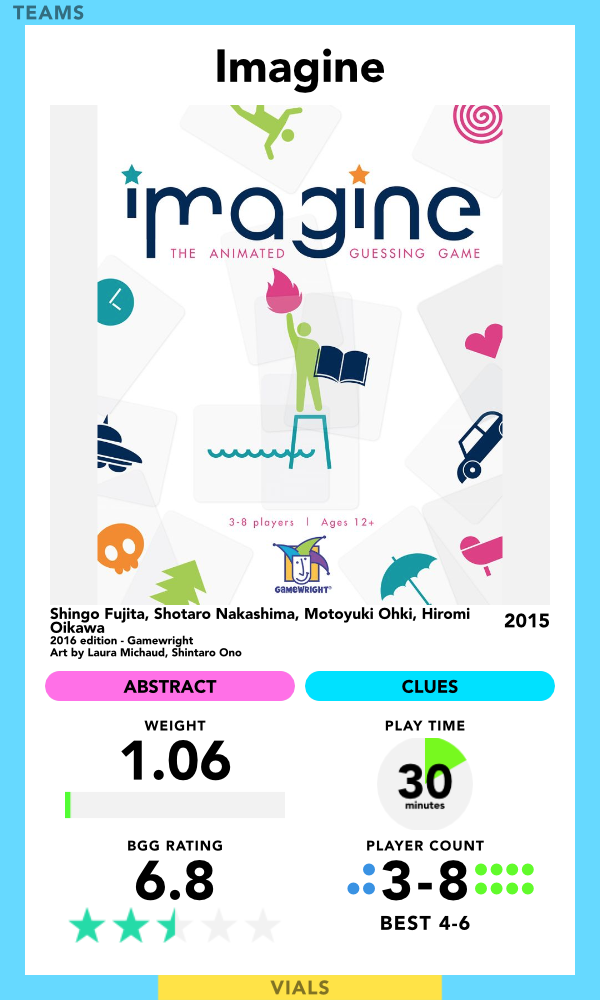 TEAMS
Imagine
imagine
THE ANIMATED GUESSING GAME
3-8 players | Ages 12+
GAMEWRIGHT®
Shingo Fujita, Shotaro Nakashima, Motoyuki Ohki, Hiromi
Oikawa
2015
2016 edition - Gamewright
Art by Laura Michaud, Shintaro Ono
ABSTRACT
CLUES
WEIGHT
1.06
PLAY TIME
30
minutes
BGG RATING
6.8
PLAYER COUNT
3-8
BEST 4-6
VIALS